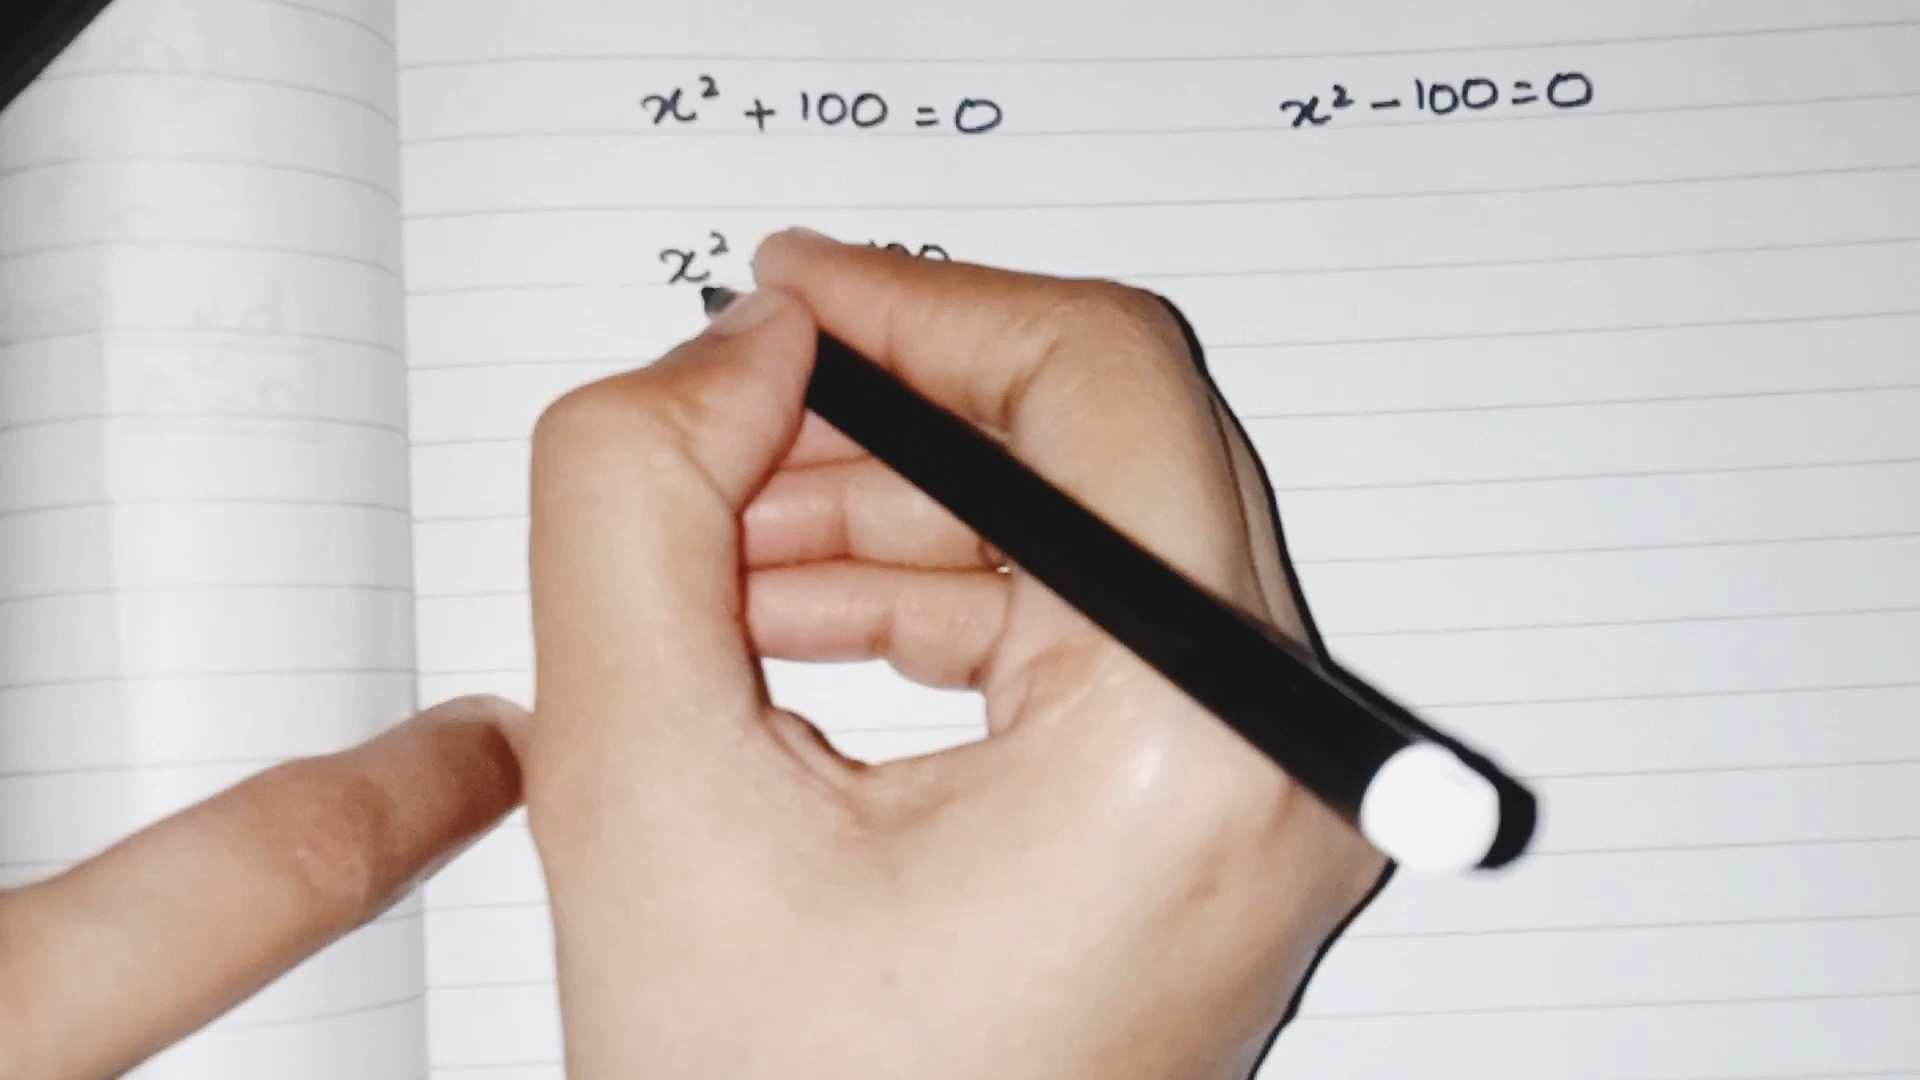 x² + 100 = 0
x² - 100 = 0
x²